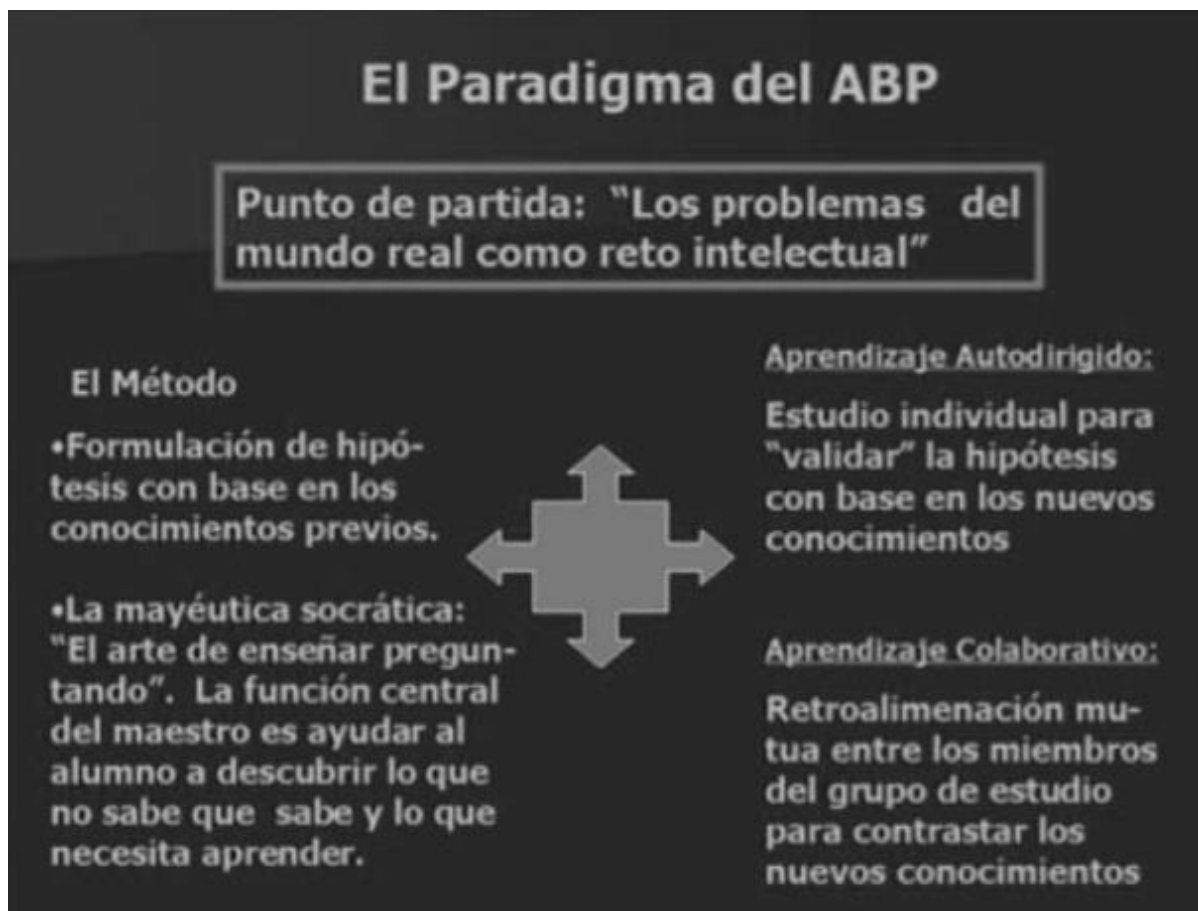 El Paradigma del ABP
Punto de partida: “Los problemas del
mundo real como reto intelectual”
El Método
•Formulación de hipó-
tesis con base en los
conocimientos previos.
•La mayéutica socrática:
“El arte de enseñar pregun-
tando”. La función central
del maestro es ayudar al
alumno a descubrir lo que
no sabe que sabe y lo que
necesita aprender.
Aprendizaje Autodirigido:
Estudio individual para
“validar” la hipótesis
con base en los nuevos
conocimientos
Aprendizaje Colaborativo:
Retroalimenación mu-
tua entre los miembros
del grupo de estudio
para contrastar los
nuevos conocimientos